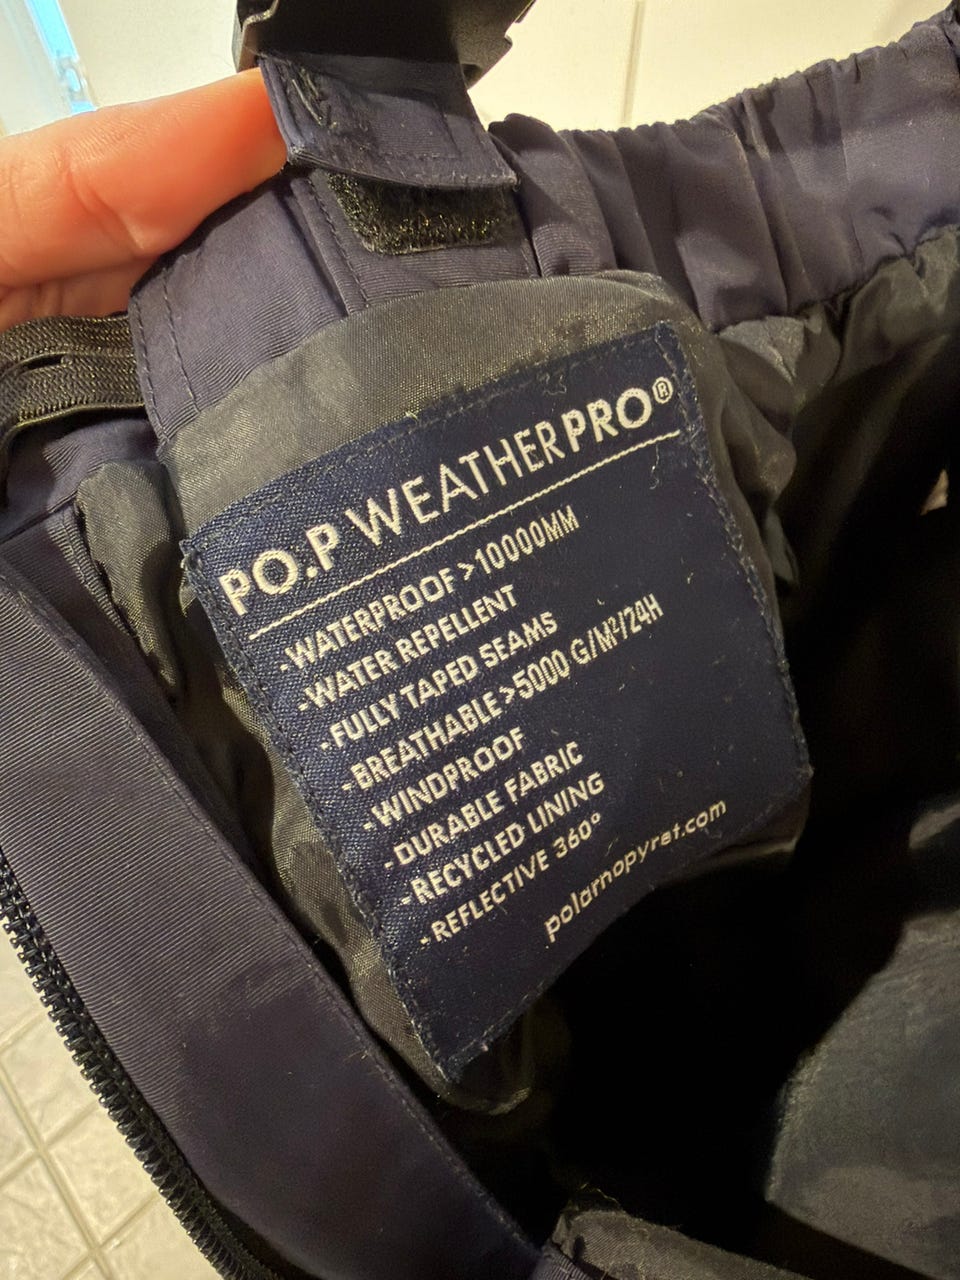 PO.P WEATHERPRO®
-WATERPROOF >10000MM
-WATER REPELLENT
-FULLY TAPED SEAMS
-BREATHABLE >5000 G/M²/24H
-WINDPROOF
-DURABLE FABRIC
-RECYCLED LINING
-REFLECTIVE 360°
polarnopyret.com